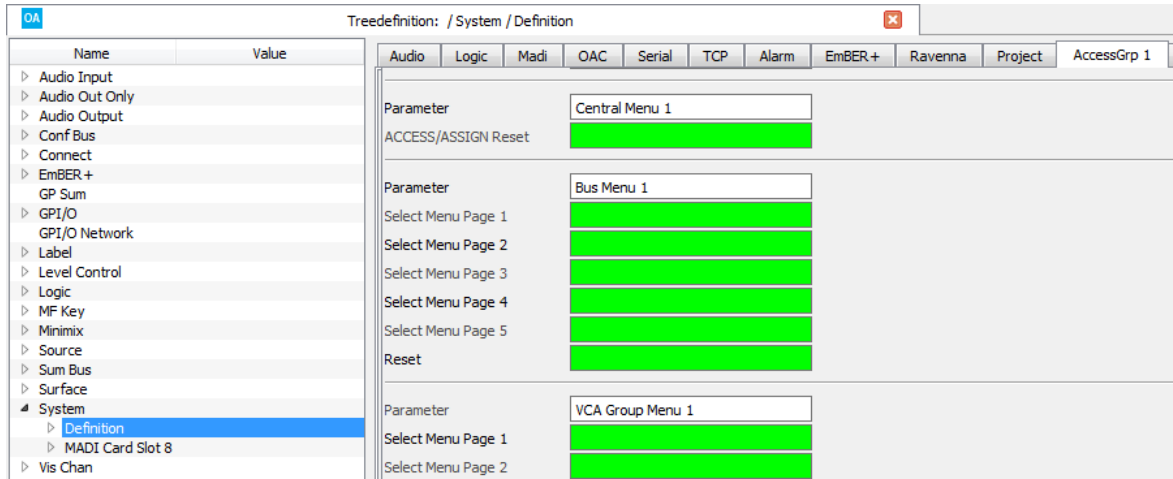 OA Treedefinition: / System / Definition
Name Value
Audio Input
Audio Out Only
Audio Output
Conf Bus
Connect
EmBER+
GP Sum
GPI/O
GPI/O Network
Label
Level Control
Logic
MF Key
Minimix
Source
Sum Bus
Surface
System
Definition
MADI Card Slot 8
Vis Chan
Audio Logic Madi OAC Serial TCP Alarm EmBER+ Ravenna Project AccessGrp 1
Parameter Central Menu 1
ACCESS/ASSIGN Reset
Parameter Bus Menu 1
Select Menu Page 1
Select Menu Page 2
Select Menu Page 3
Select Menu Page 4
Select Menu Page 5
Reset
Parameter VCA Group Menu 1
Select Menu Page 1
Select Menu Page 2